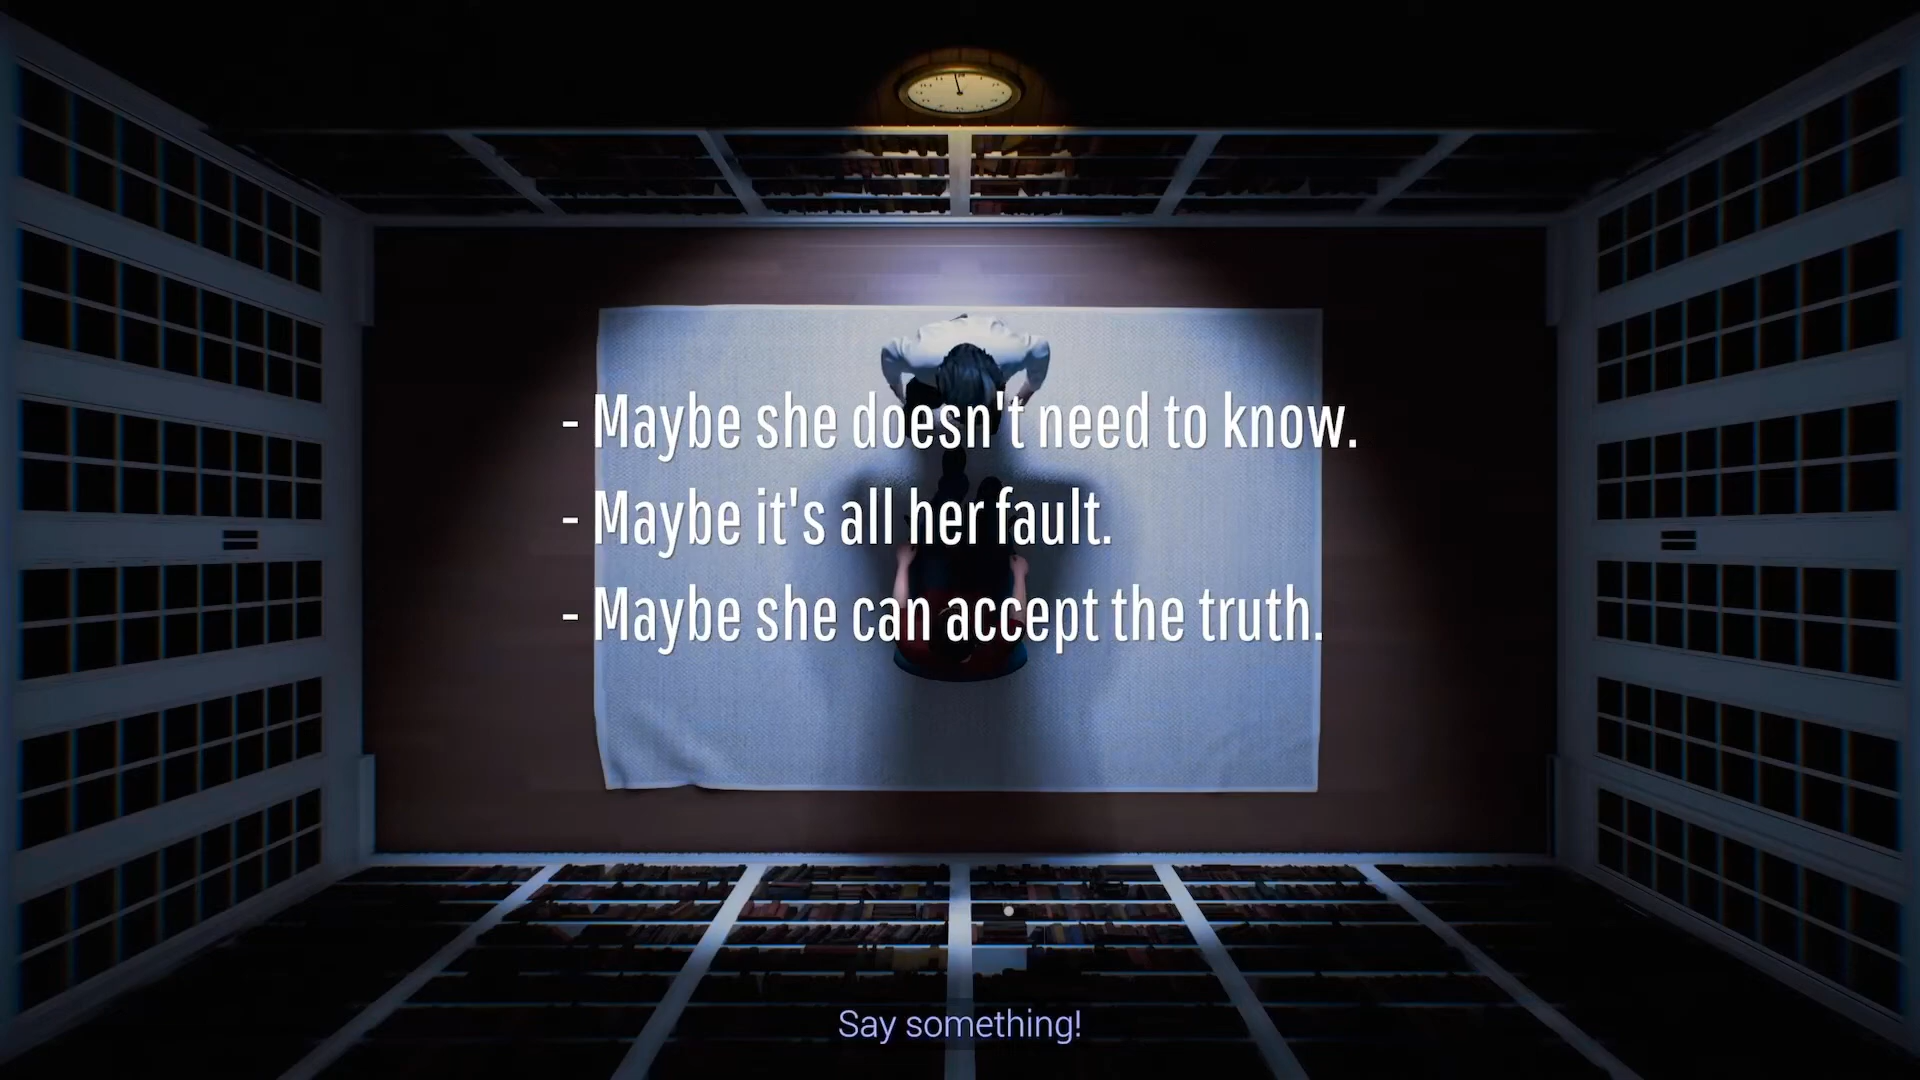 - Maybe she doesn't need to know.
- Maybe it's all her fault.
- Maybe she can accept the truth.
Say something!